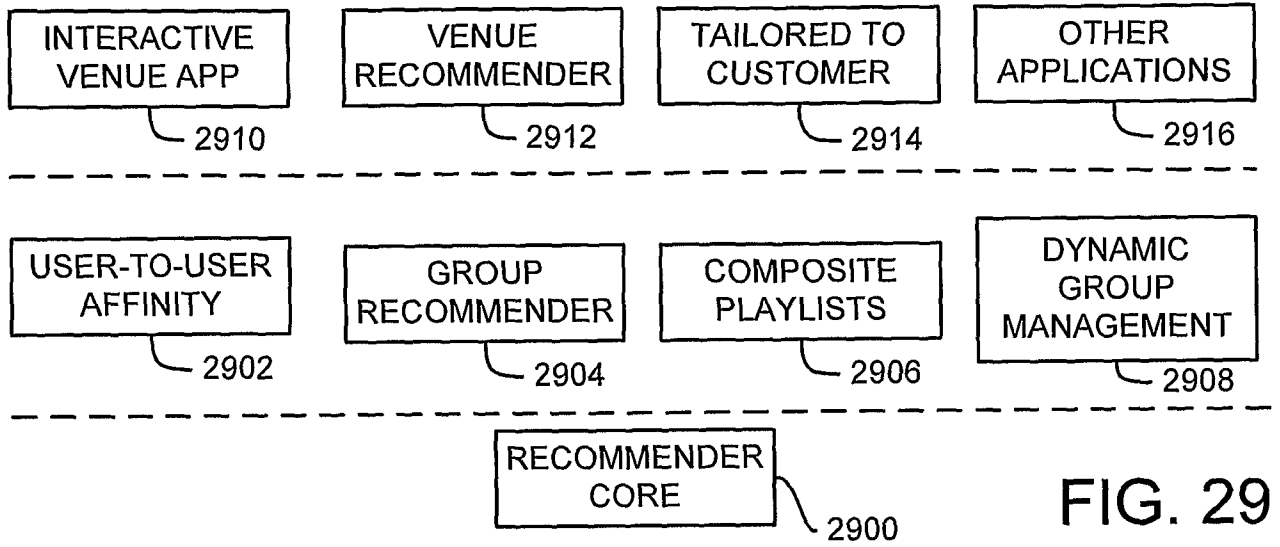 INTERACTIVE
VENUE APP
2910
VENUE
RECOMMENDER
2912
TAILORED TO
CUSTOMER
2914
OTHER
APPLICATIONS
2916
USER-TO-USER
AFFINITY
2902
GROUP
RECOMMENDER
2904
COMPOSITE
PLAYLISTS
2906
DYNAMIC
GROUP
MANAGEMENT
2908
RECOMMENDER
CORE
2900
FIG. 29